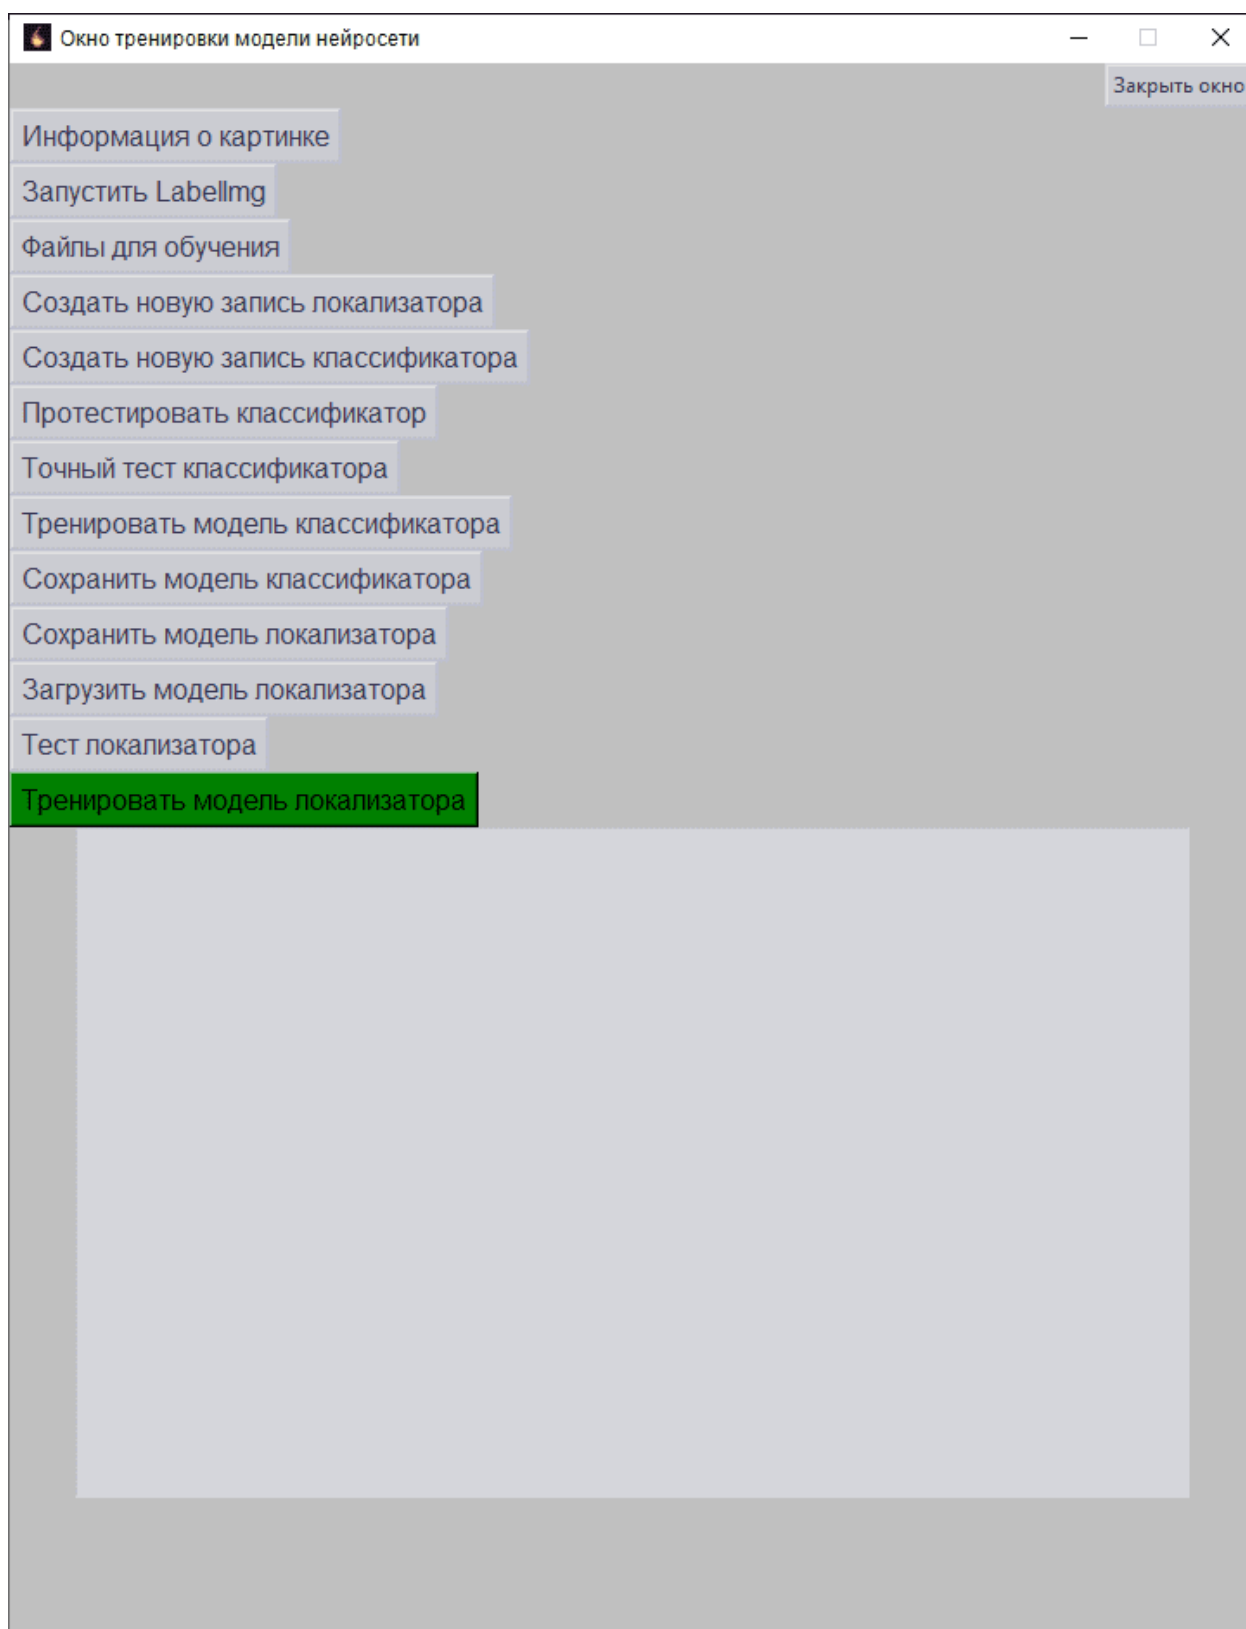 Окно тренировки модели нейросети
Закрыть окно
Информация о картинке
Запустить LabelImg
Файлы для обучения
Создать новую запись локализатора
Создать новую запись классификатора
Протестировать классификатор
Точный тест классификатора
Тренировать модель классификатора
Сохранить модель классификатора
Сохранить модель локализатора
Загрузить модель локализатора
Тест локализатора
Тренировать модель локализатора